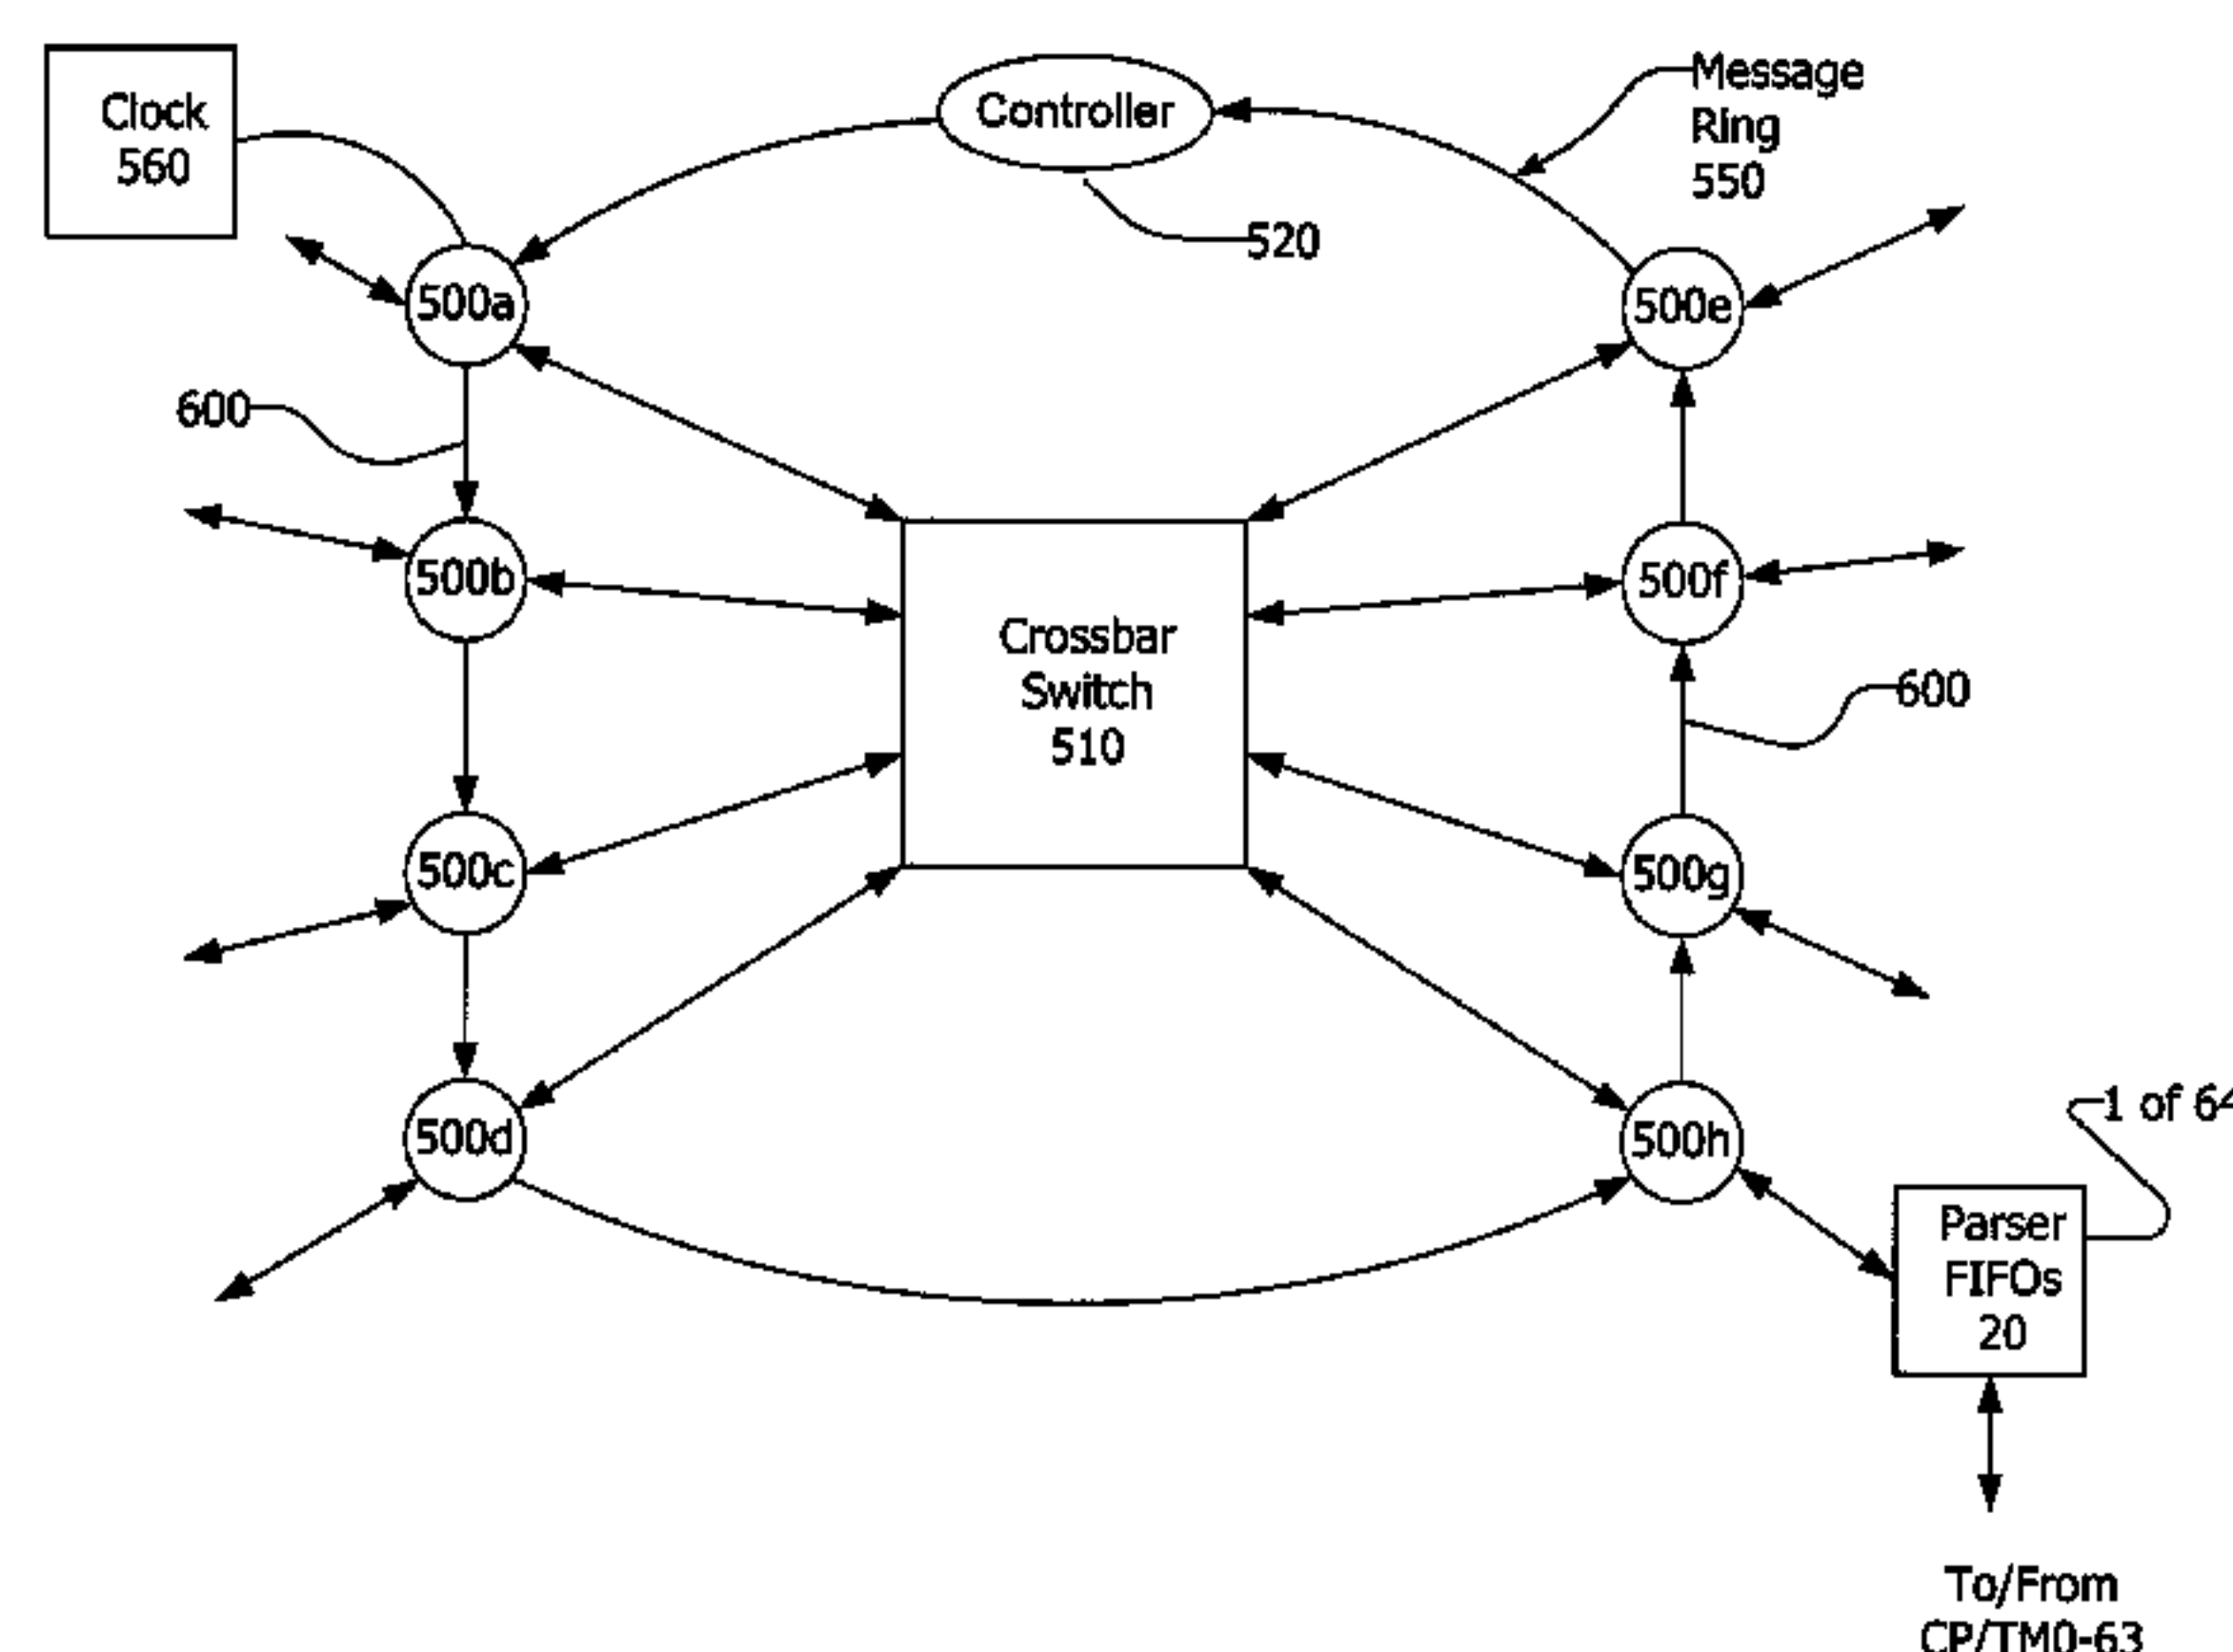 Clock
560
Controller
Message
Ring
550
520
500a
500e
600
500b
500f
Crossbar
Switch
510
600
500c
500g
500d
500h
1 of 64
Parser
FIFOs
20
To/From
CP/TM0-63